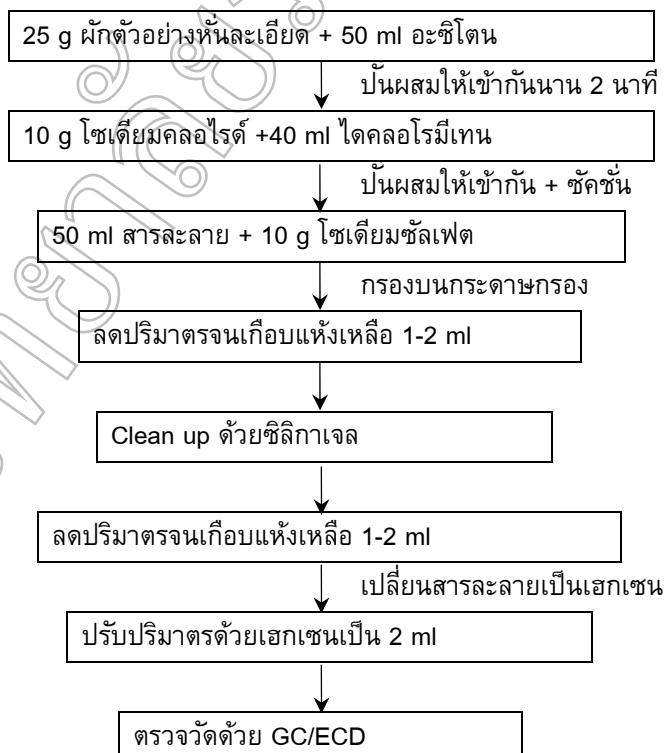 25 g ผักตัวอย่างหั่นละเอียด + 50 ml อะซิโตน
ปั่นผสมให้เข้ากันนาน 2 นาที
10 g โซเดียมคลอไรด์ +40 ml ไดคลอโรมีเทน
ปั่นผสมให้เข้ากัน + ซัคชั่น
50 ml สารละลาย + 10 g โซเดียมซัลเฟต
กรองบนกระดาษกรอง
ลดปริมาตรจนเกือบแห้งเหลือ 1-2 ml
Clean up ด้วยซิลิกาเจล
ลดปริมาตรจนเกือบแห้งเหลือ 1-2 ml
เปลี่ยนสารละลายเป็นเฮกเซน
ปรับปริมาตรด้วยเฮกเซนเป็น 2 ml
ตรวจวัดด้วย GC/ECD